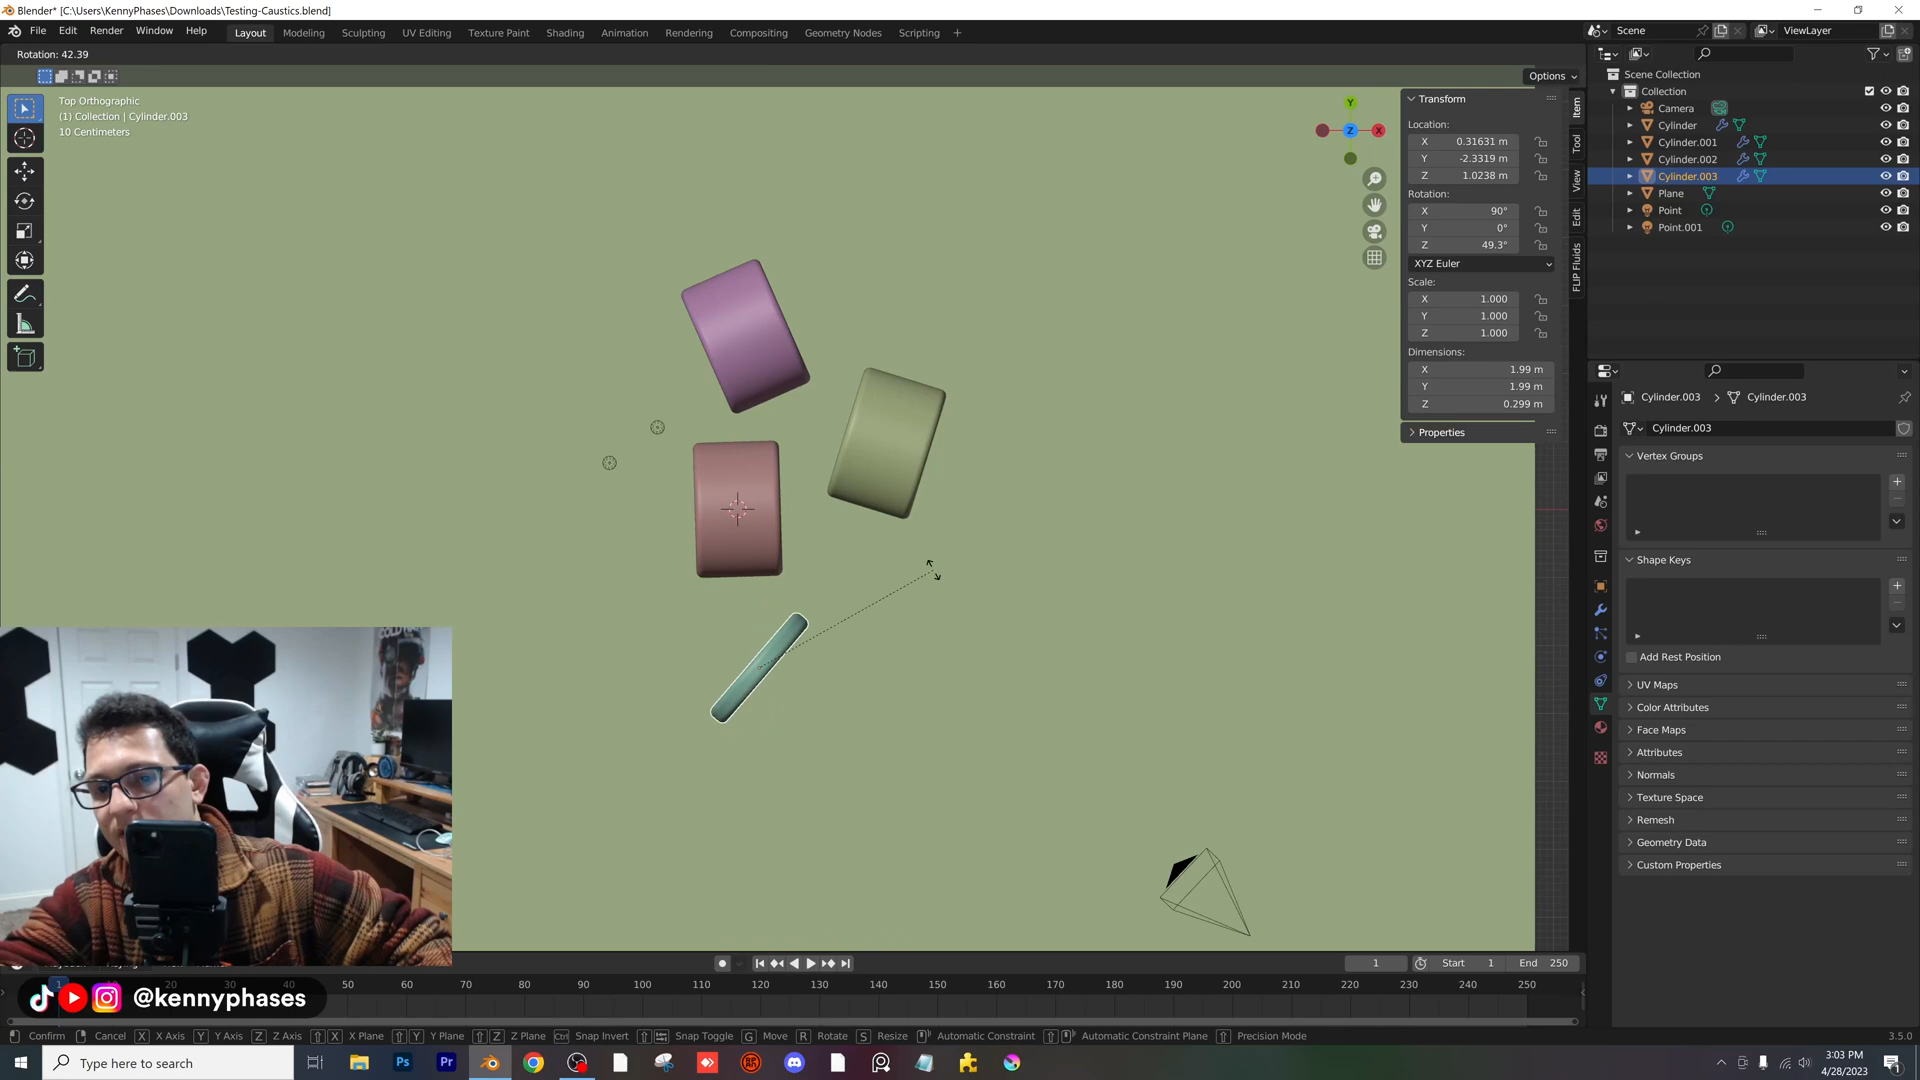 Blender* [C:\Users\KennyPhases\Downloads\Testing-Caustics.blend]
File Edit Render Window Help
Layout Modeling Sculpting UV Editing Texture Paint Shading Animation Rendering Compositing Geometry Nodes Scripting
Scene ViewLayer
Rotation: 42.39
Options
Top Orthographic
(1) Collection | Cylinder.003
10 Centimeters
Y
Z
X
Transform
Location:
X 0.31631 m
Y -2.3319 m
Z 1.0238 m
Rotation:
X 90°
Y 0°
Z 49.3°
XYZ Euler
Scale:
X 1.000
Y 1.000
Z 1.000
Dimensions:
X 1.99 m
Y 1.99 m
Z 0.299 m
Properties
Item
Tool
View
Edit
FLIP Fluids
Scene Collection
Collection
Camera
Cylinder
Cylinder.001
Cylinder.002
Cylinder.003
Plane
Point
Point.001
Cylinder.003 > Cylinder.003
Cylinder.003
Vertex Groups
Shape Keys
Add Rest Position
UV Maps
Color Attributes
Face Maps
Attributes
Normals
Texture Space
Remesh
Geometry Data
Custom Properties
1 Start 1 End 250
1 50 60 70 80 90 100 110 120 130 140 150 160 170 180 190 200 210 220 230 240 250
@kennyphases
Confirm Cancel X X Axis Y Y Axis Z Z Axis X X Plane Y Y Plane Z Z Plane Ctrl Snap Invert Snap Toggle G Move R Rotate S Resize Automatic Constraint Automatic Constraint Plane Precision Mode
3.5.0
Type here to search
Ps
Pr
3:03 PM
4/28/2023
1